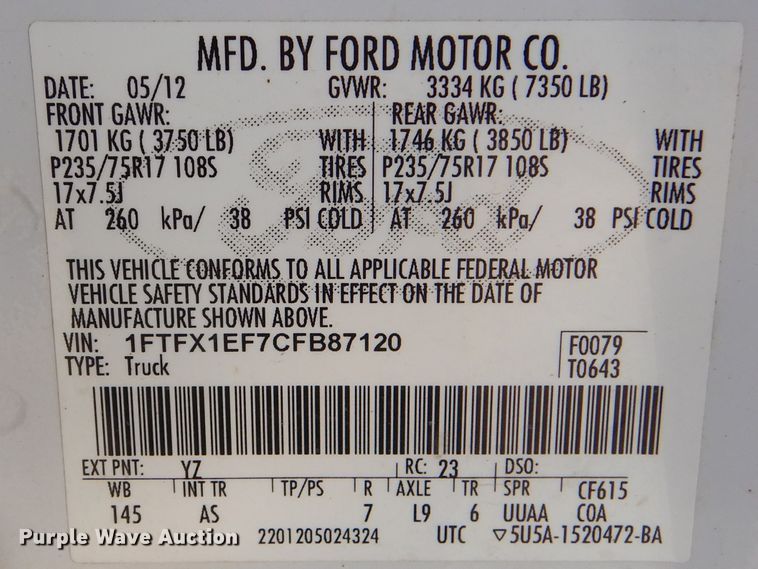 MFD. BY FORD MOTOR CO.
DATE: 05/12 GVWR: 3334 KG ( 7350 LB)
FRONT GAWR: REAR GAWR:
1701 KG ( 3750 LB) WITH 1746 KG ( 3850 LB) WITH
P235/75R17 108S TIRES P235/75R17 108S TIRES
17x7.5J RIMS 17x7.5J RIMS
AT 260 kPa/ 38 PSI COLD AT 260 kPa/ 38 PSI COLD
THIS VEHICLE CONFORMS TO ALL APPLICABLE FEDERAL MOTOR
VEHICLE SAFETY STANDARDS IN EFFECT ON THE DATE OF
MANUFACTURE SHOWN ABOVE.
VIN: 1FTFX1EF7CFB87120 F0079
TYPE: Truck T0643
EXT PNT: YZ RC: 23 DSO:
WB INT TR TP/PS R AXLE TR SPR CF615
145 AS 7 L9 6 UUAA COA
2201205024324 UTC ▽5U5A-1520472-BA
Purple Wave Auction